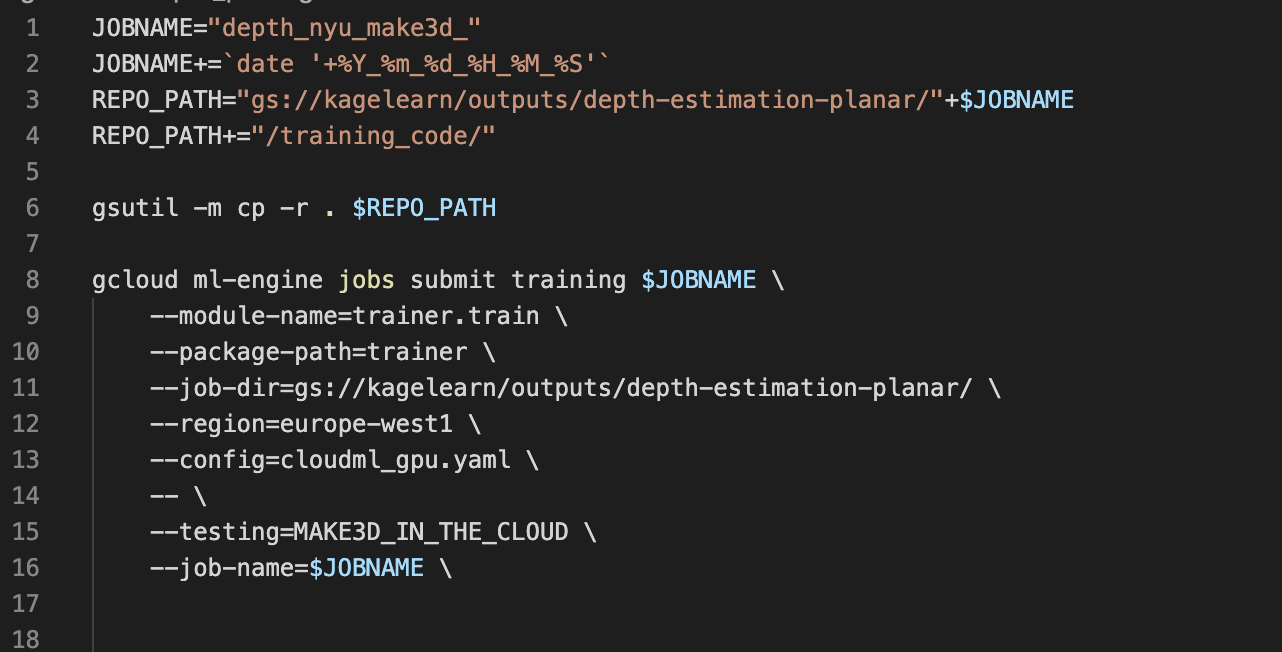 1 JOBNAME="depth_nyu_make3d_"
2 JOBNAME+=`date '+%Y_%m_%d_%H_%M_%S'`
3 REPO_PATH="gs://kagelearn/outputs/depth-estimation-planar/"+$JOBNAME
4 REPO_PATH+="/training_code/"
5
6 gsutil -m cp -r . $REPO_PATH
7
8 gcloud ml-engine jobs submit training $JOBNAME \
9     --module-name=trainer.train \
10     --package-path=trainer \
11     --job-dir=gs://kagelearn/outputs/depth-estimation-planar/ \
12     --region=europe-west1 \
13     --config=cloudml_gpu.yaml \
14     -- \
15     --testing=MAKE3D_IN_THE_CLOUD \
16     --job-name=$JOBNAME \
17
18